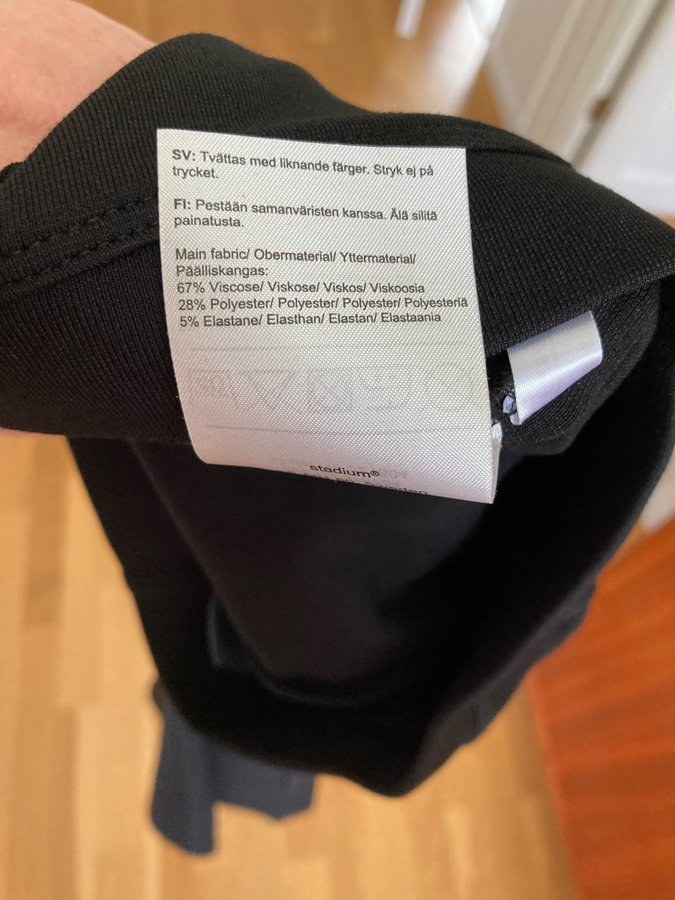 SV: Tvättas med liknande färger. Stryk ej på
trycket.
FI: Pestään samanväristen kanssa. Älä silitä
painatusta.
Main fabric/ Obermaterial/ Yttermaterial/
Päälliskangas:
67% Viscose/ Viskose/ Viskos/ Viskoosia
28% Polyester/ Polyester/ Polyester/ Polyesteriä
5% Elastane/ Elasthan/ Elastan/ Elastaania
stadium®